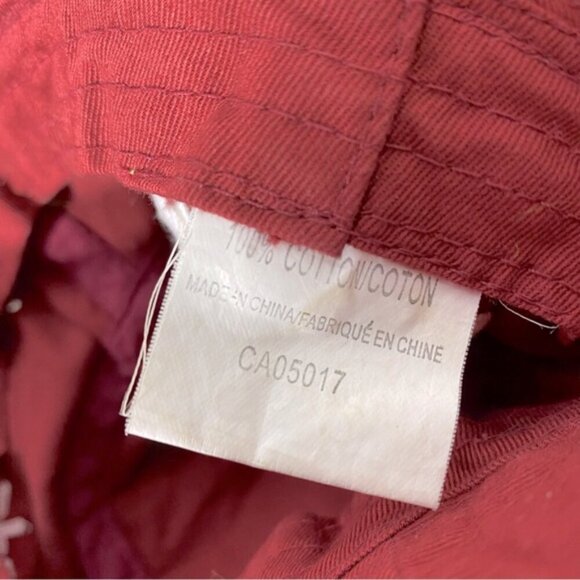 100% COTTON/COTON
MADE IN CHINA/FABRIQUÉ EN CHINE
CA05017